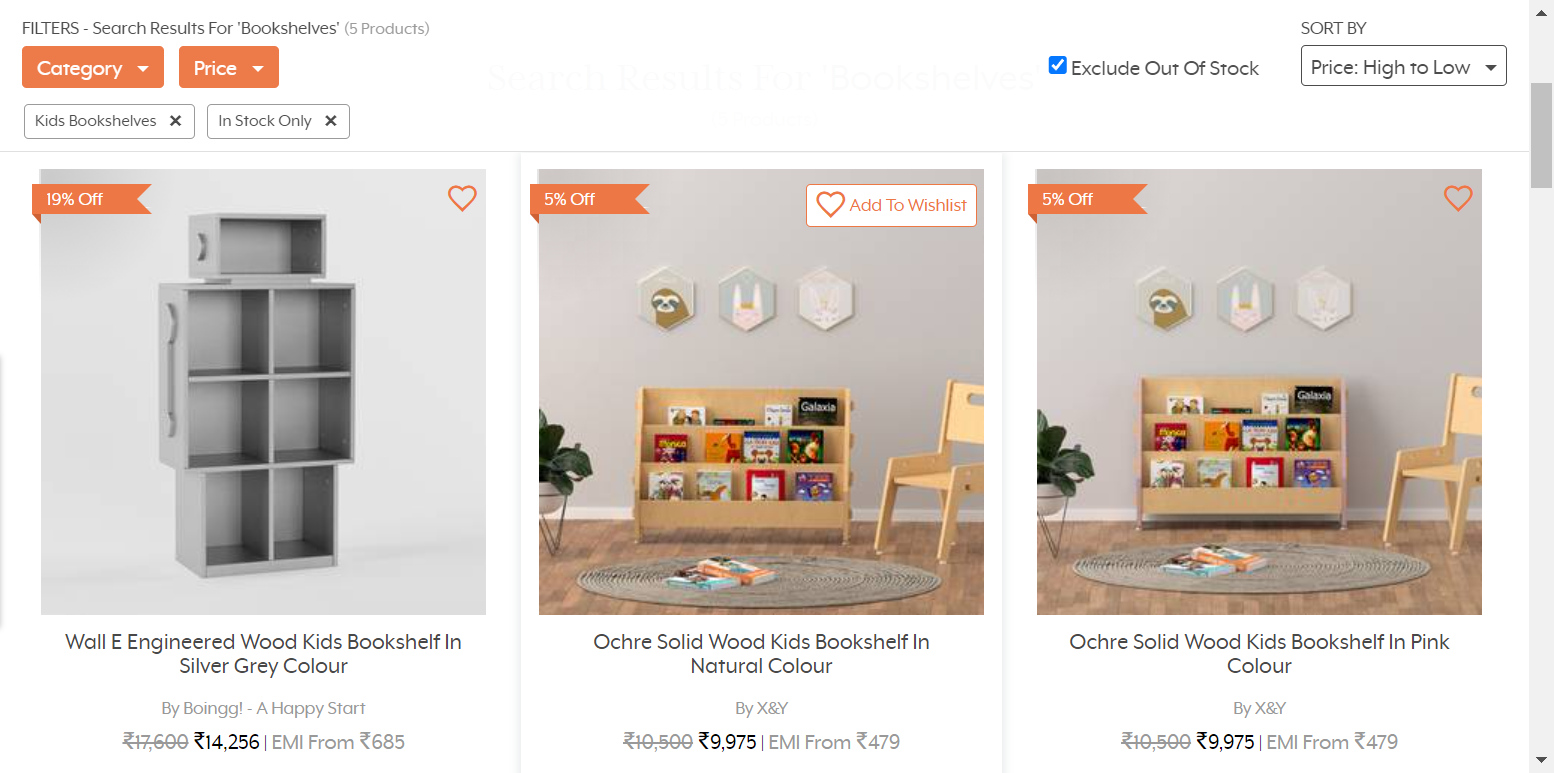 FILTERS - Search Results For 'Bookshelves' (5 Products)
SORT BY
Category
Price
Search Results For 'Bookshelves'
Exclude Out Of Stock
Price: High to Low
Kids Bookshelves ✕
In Stock Only ✕
19% Off
5% Off
Add To Wishlist
5% Off
Galaxia
Galaxia
Wall E Engineered Wood Kids Bookshelf In
Silver Grey Colour
By Boingg! - A Happy Start
₹17,600 ₹14,256 | EMI From ₹685
Ochre Solid Wood Kids Bookshelf In
Natural Colour
By X&Y
₹10,500 ₹9,975 | EMI From ₹479
Ochre Solid Wood Kids Bookshelf In Pink
Colour
By X&Y
₹10,500 ₹9,975 | EMI From ₹479